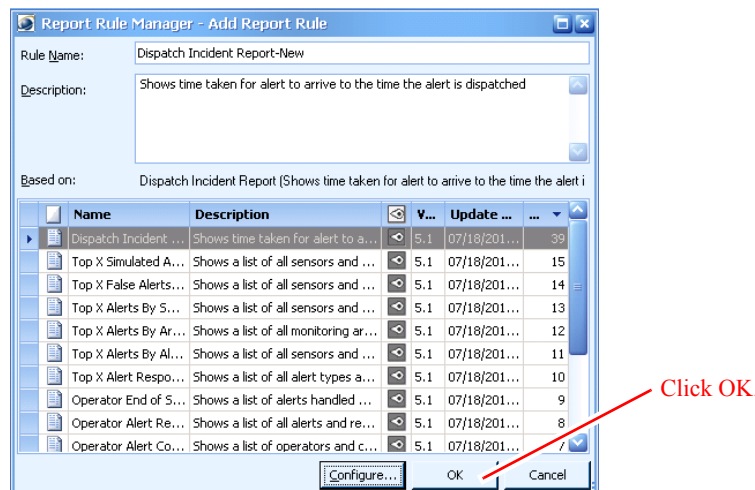 Report Rule Manager - Add Report Rule
Rule Name: Dispatch Incident Report-New
Description: Shows time taken for alert to arrive to the time the alert is dispatched
Based on: Dispatch Incident Report (Shows time taken for alert to arrive to the time the alert i
Name Description V... Update ... ...
Dispatch Incident ... Shows time taken for alert to a... 5.1 07/18/201... 39
Top X Simulated A... Shows a list of all sensors and ... 5.1 07/18/201... 15
Top X False Alerts... Shows a list of all sensors and ... 5.1 07/18/201... 14
Top X Alerts By S... Shows a list of all sensors and ... 5.1 07/18/201... 13
Top X Alerts By Ar... Shows a list of all monitoring ar... 5.1 07/18/201... 12
Top X Alerts By Al... Shows a list of all sensors and ... 5.1 07/18/201... 11
Top X Alert Respo... Shows a list of all alert types a... 5.1 07/18/201... 10
Operator End of S... Shows a list of alerts handled ... 5.1 07/18/201... 9
Operator Alert Re... Shows a list of all alerts and re... 5.1 07/18/201... 8
Operator Alert Co... Shows a list of operators and c... 5.1 07/18/201... 7
Configure... OK Cancel
Click OK